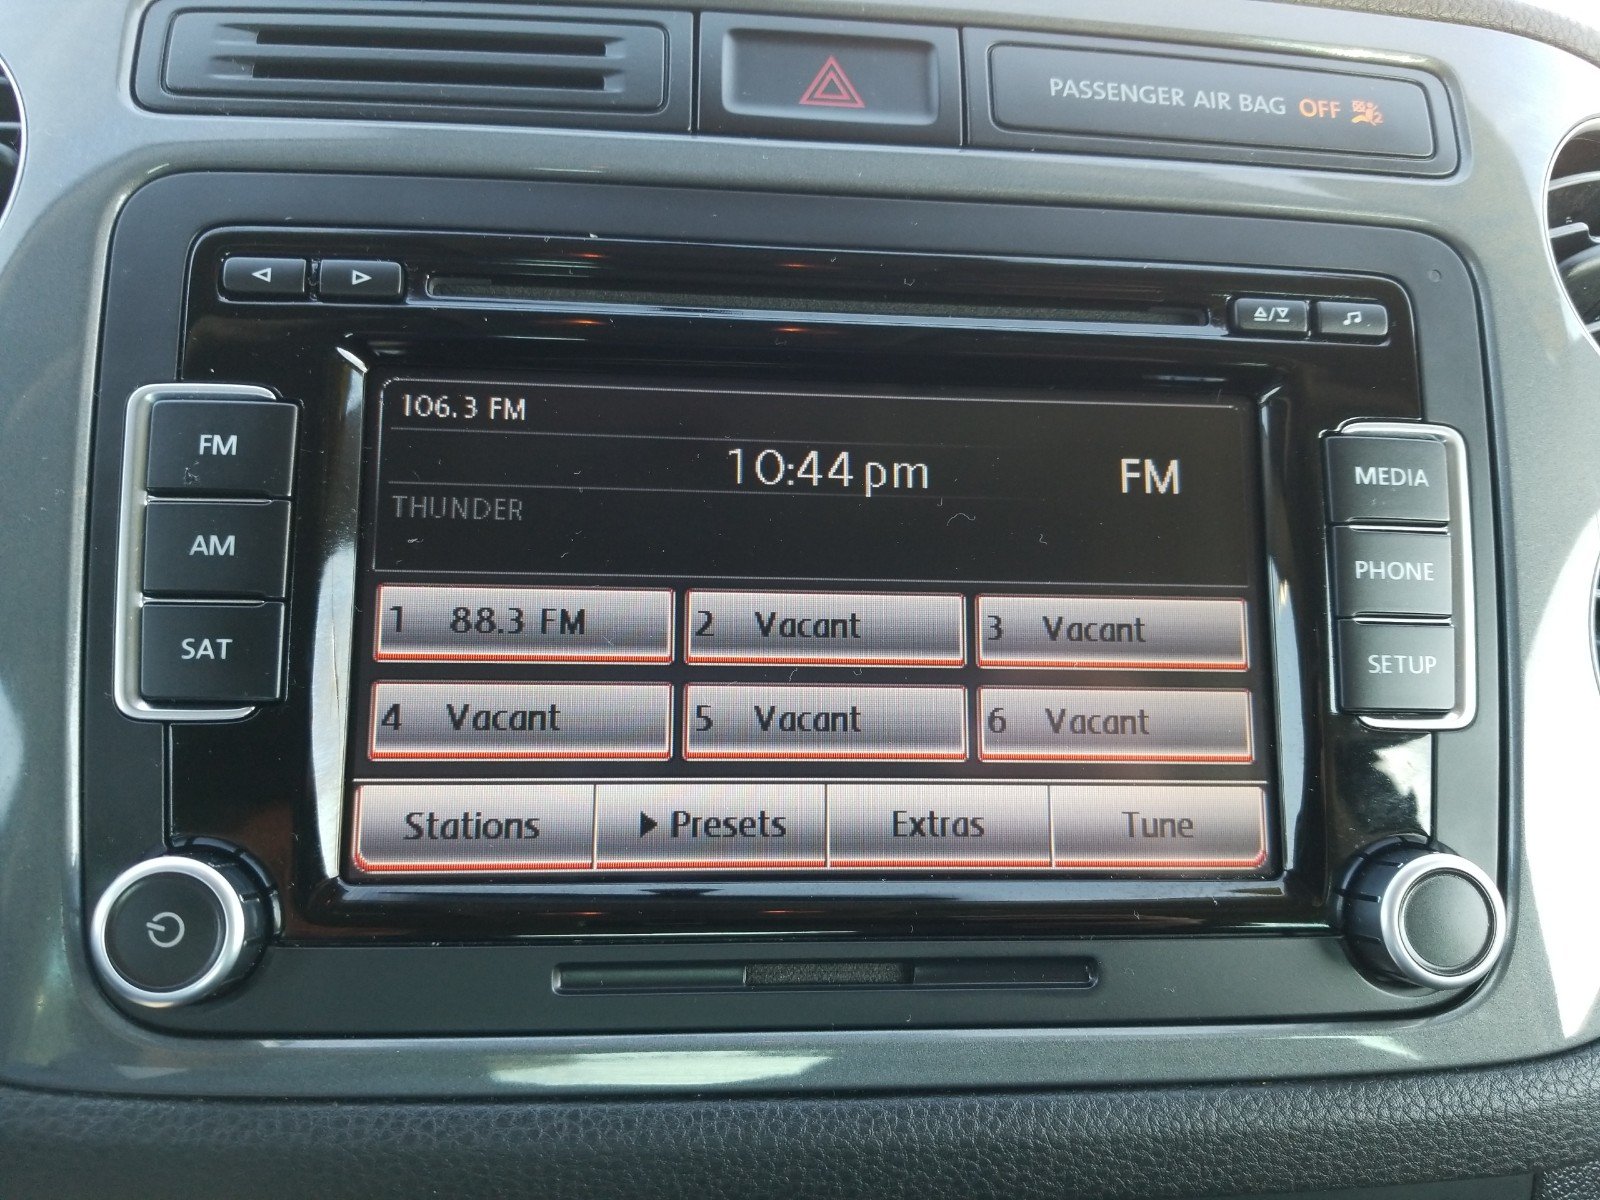 PASSENGER AIR BAG OFF
106.3 FM
10:44 pm
FM
THUNDER
FM
AM
SAT
MEDIA
PHONE
SETUP
1 88.3 FM
2 Vacant
3 Vacant
4 Vacant
5 Vacant
6 Vacant
Stations
Presets
Extras
Tune